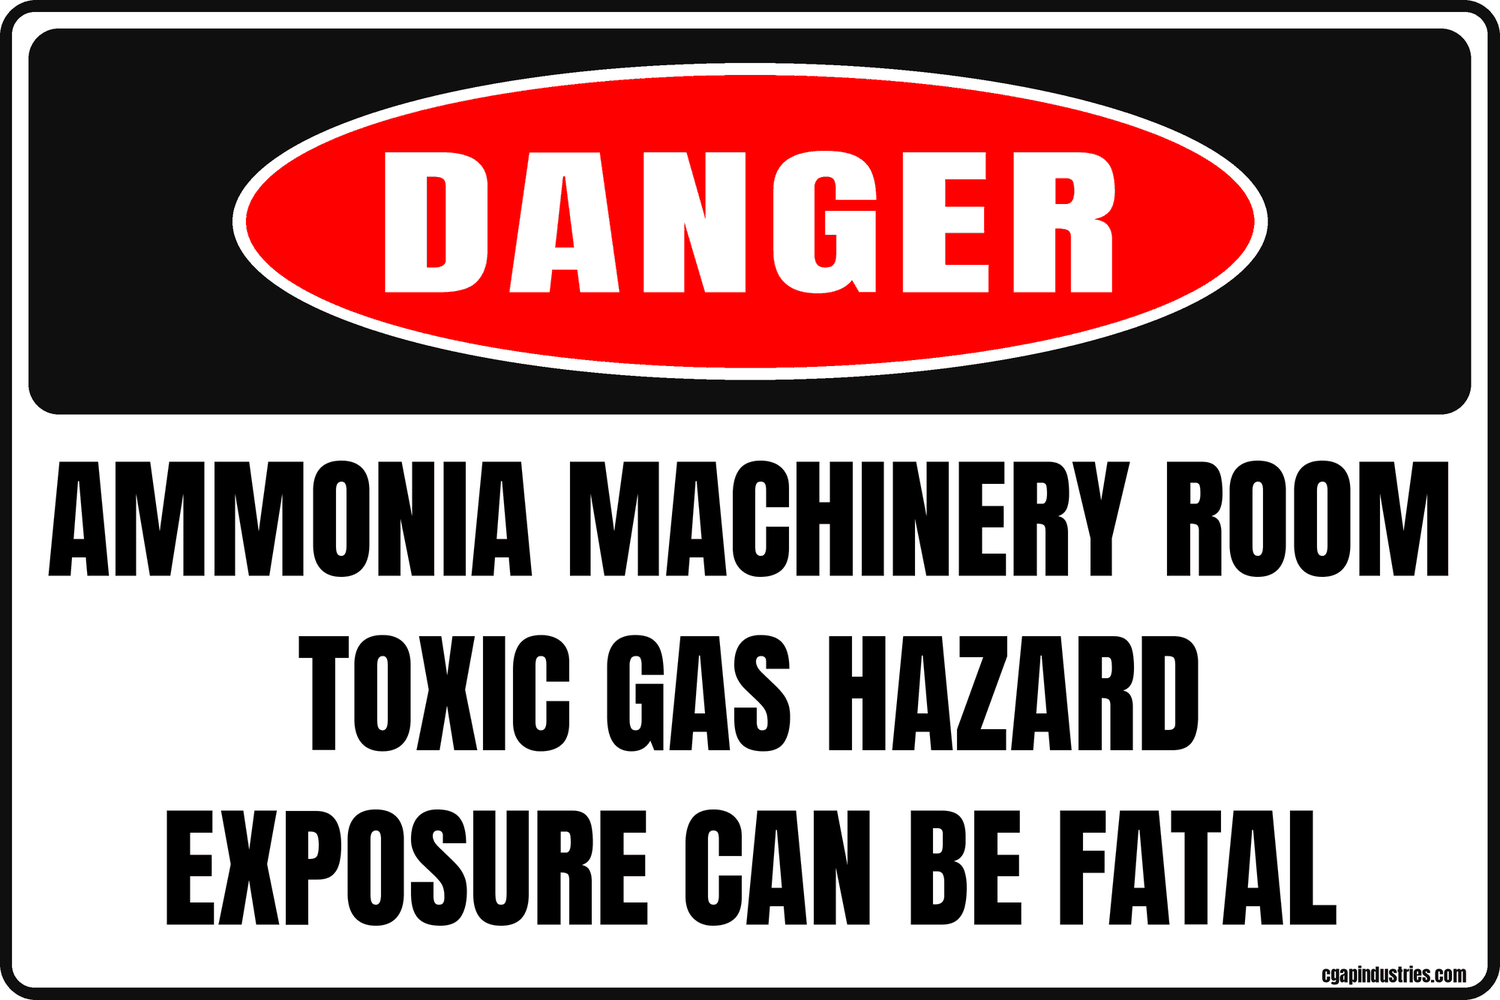 DANGER
AMMONIA MACHINERY ROOM
TOXIC GAS HAZARD
EXPOSURE CAN BE FATAL
cgapindustries.com